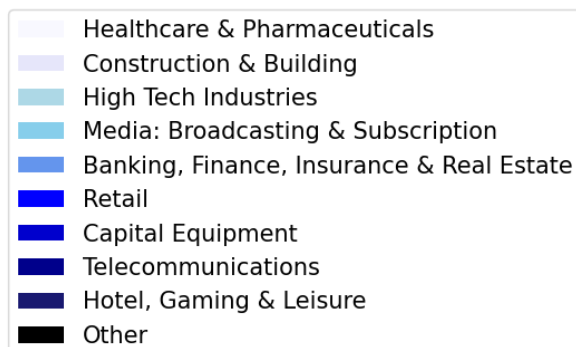 Healthcare & Pharmaceuticals
Construction & Building
High Tech Industries
Media: Broadcasting & Subscription
Banking, Finance, Insurance & Real Estate
Retail
Capital Equipment
Telecommunications
Hotel, Gaming & Leisure
Other